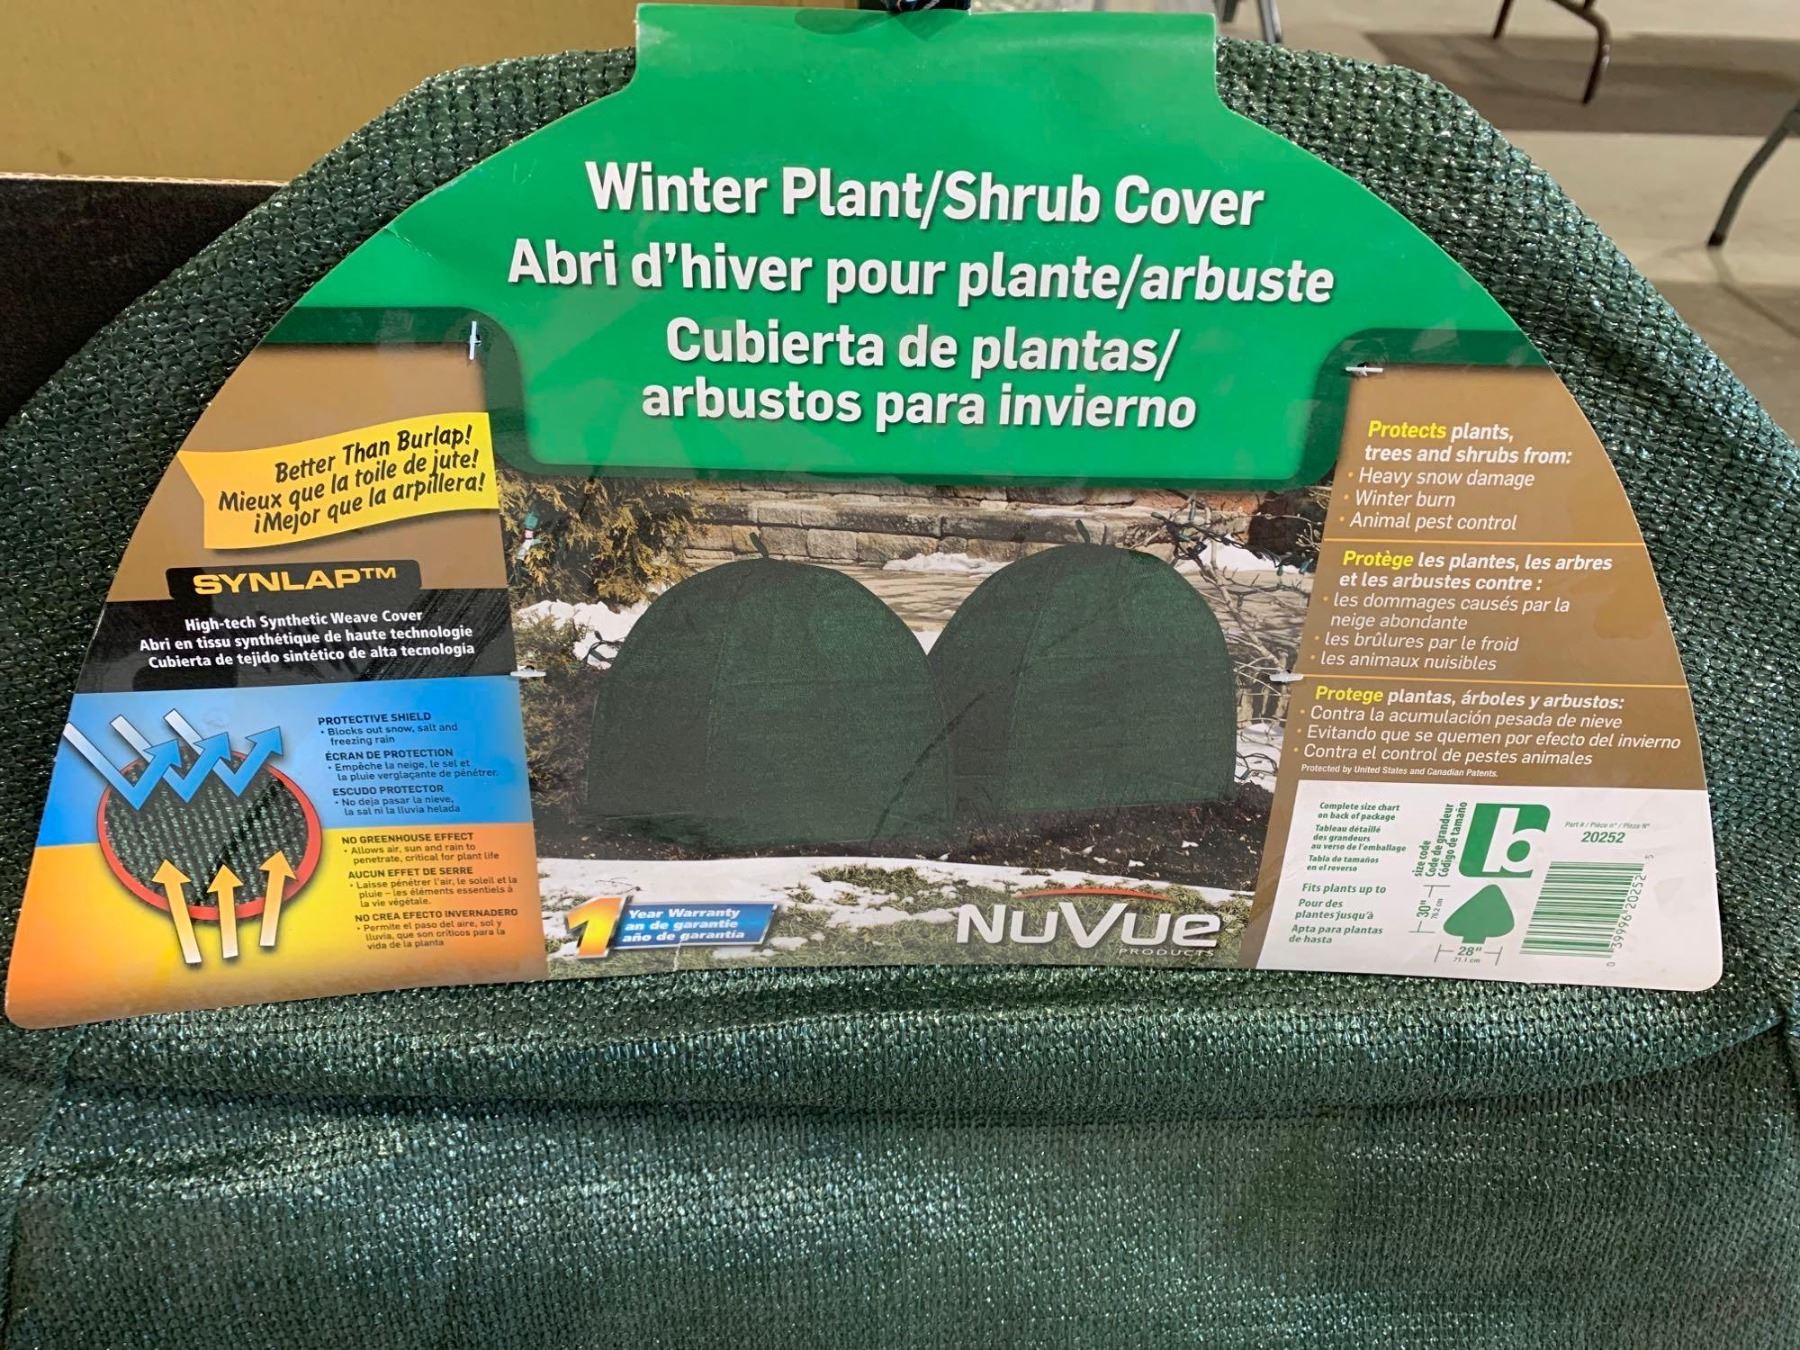 Winter Plant/Shrub Cover
Abri d'hiver pour plante/arbuste
Cubierta de plantas/
arbustos para invierno
Better Than Burlap!
Mieux que la toile de jute!
¡Mejor que la arpillera!
SYNLAP™
High-tech Synthetic Weave Cover
Abri en tissu synthétique de haute technologie
Cubierta de tejido sintético de alta tecnología
PROTECTIVE SHIELD
• Blocks out snow, salt and
freezing rain
ÉCRAN DE PROTECTION
• Empêche la neige, le sel et
la pluie verglaçante de pénétrer.
ESCUDO PROTECTOR
• No deja pasar la nieve,
la sal ni la lluvia helada
NO GREENHOUSE EFFECT
• Allows air, sun and rain to
penetrate, critical for plant life
AUCUN EFFET DE SERRE
• Laisse pénétrer l'air, le soleil et la
pluie – les éléments essentiels à
la vie végétale.
NO CREA EFECTO INVERNADERO
• Permite el paso del aire, sol y
lluvia, que son críticos para la
vida de la planta
1 Year Warranty
an de garantie
año de garantía
NUVUE
PRODUCTS
Protects plants,
trees and shrubs from:
• Heavy snow damage
• Winter burn
• Animal pest control
Protège les plantes, les arbres
et les arbustes contre :
• les dommages causés par la
neige abondante
• les brûlures par le froid
• les animaux nuisibles
Protege plantas, árboles y arbustos:
• Contra la acumulación pesada de nieve
• Evitando que se quemen por efecto del invierno
• Contra el control de pestes animales
Protected by United States and Canadian Patents.
Complete size chart
on back of package
Tableau détaillé
des grandeurs
au verso de l'emballage
Tabla de tamaños
en el reverso
Fits plants up to
Pour des
plantes jusqu'à
Apta para plantas
de hasta
size code
Code de grandeur
Código de tamaño
b
30"
76.2 cm
28"
71.1 cm
Part # / Pièce n° / Pieza N°
20252
0 39996 20252 5